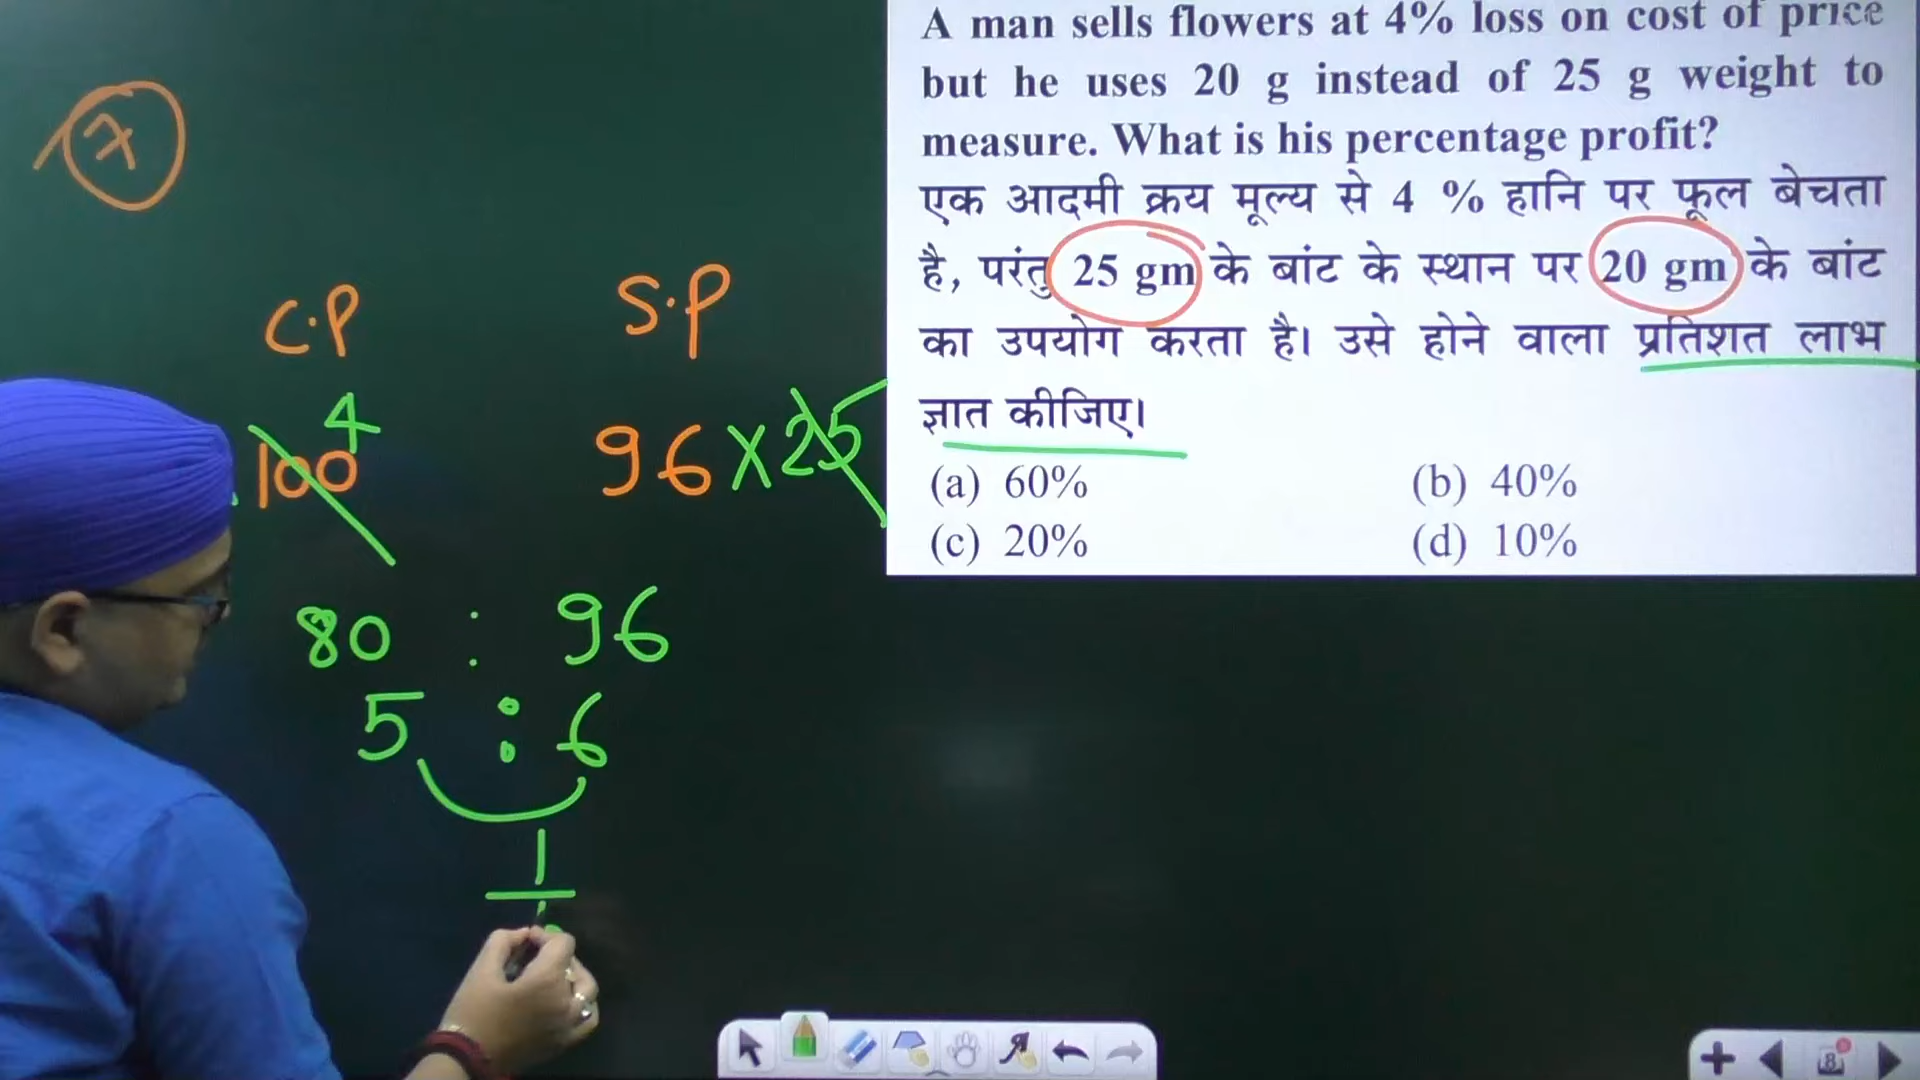 A man sells flowers at 4% loss on cost of price
but he uses 20 g instead of 25 g weight to
measure. What is his percentage profit?
एक आदमी क्रय मूल्य से 4 % हानि पर फूल बेचता
है, परंतु 25 gm के बांट के स्थान पर 20 gm के बांट
का उपयोग करता है। उसे होने वाला प्रतिशत लाभ
ज्ञात कीजिए।
(a) 60% (b) 40%
(c) 20% (d) 10%
C.P S.P
4
100 96 x 25
80 : 96
5 : 6
1
8